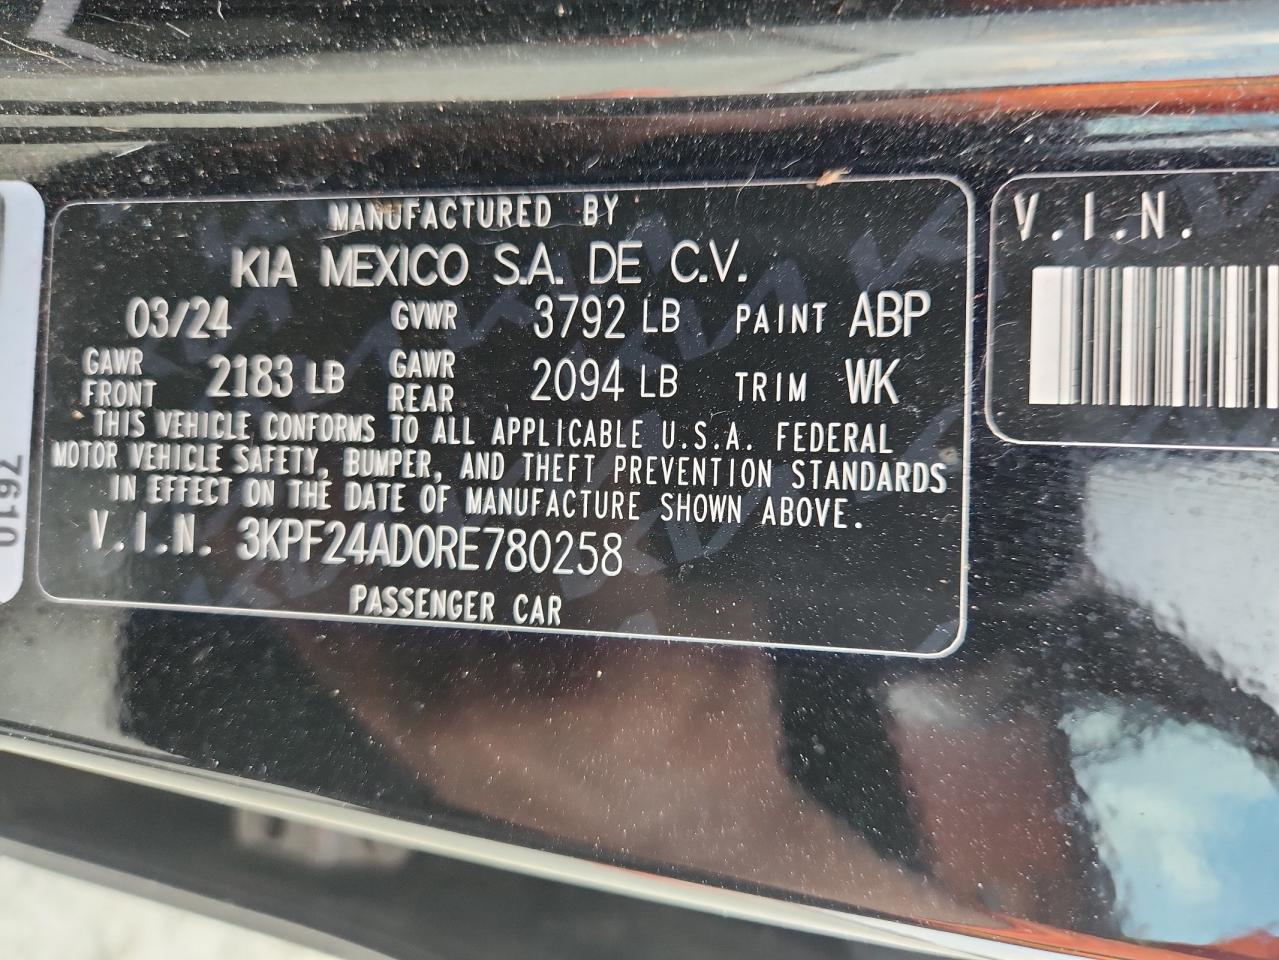 MANUFACTURED BY
KIA MEXICO S.A. DE C.V.
03/24 GVWR 3792 LB PAINT ABP
GAWR FRONT 2183 LB GAWR REAR 2094 LB TRIM WK
THIS VEHICLE CONFORMS TO ALL APPLICABLE U.S.A. FEDERAL
MOTOR VEHICLE SAFETY, BUMPER, AND THEFT PREVENTION STANDARDS
IN EFFECT ON THE DATE OF MANUFACTURE SHOWN ABOVE.
V.I.N. 3KPF24AD0RE780258
PASSENGER CAR
V.I.N.
7610